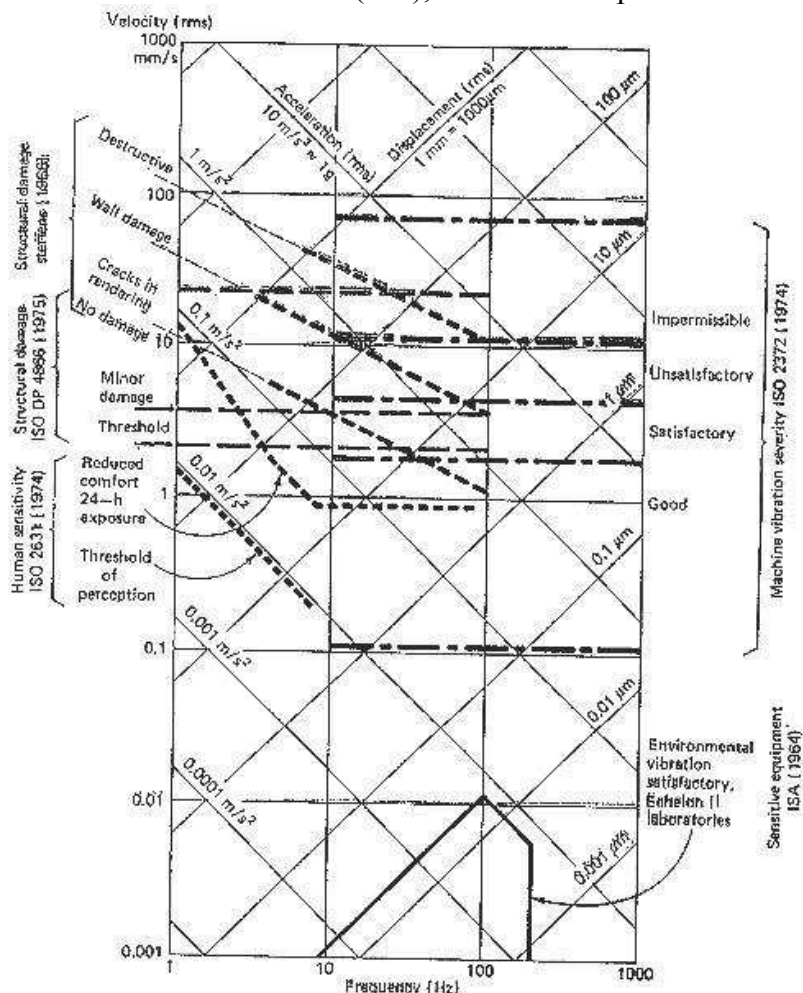 Velocity (rms)
1000
mm/s
100
10
1
0.1
0.01
0.001
Structural damage
steffens (1966)
Destructive
Wall damage
Cracks in
rendering
No damage
Structural damage
ISO DP 4866 (1975)
Minor
damage
Threshold
Human sensitivity
ISO 2631 (1974)
Reduced
comfort
24-h
exposure
Threshold
of
perception
Acceleration (rms)
10 m/s² ≈ 1g
Displacement (rms)
1 mm = 1000µm
1 m/s²
0.1 m/s²
0.01 m/s²
0.001 m/s²
0.0001 m/s²
100 µm
10 µm
1 µm
0.1 µm
0.01 µm
0.001 µm
Impermissible
Unsatisfactory
Satisfactory
Good
Machine vibration severity ISO 2372 (1974)
Environmental
vibration
satisfactory,
Echelon II
laboratories
Sensitive equipment
ISA (1964)
1
10
100
1000
Frequency (Hz)